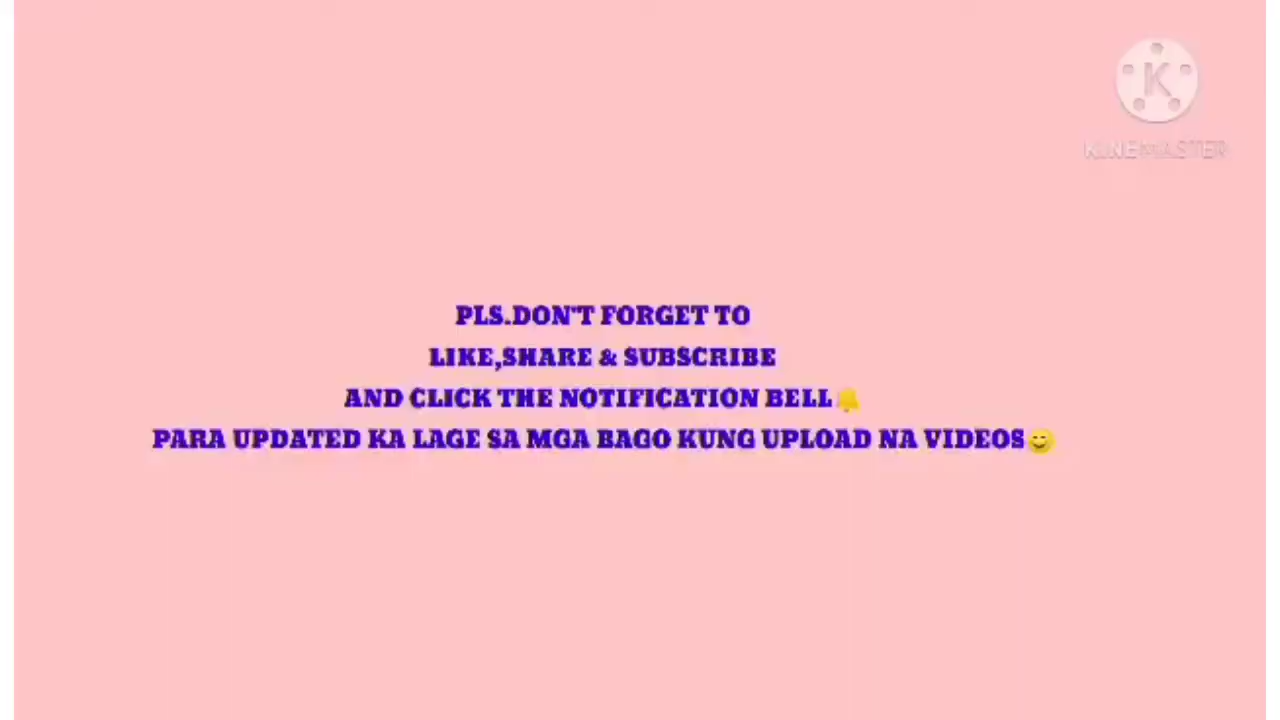 KINEMASTER
PLS.DON'T FORGET TO
LIKE,SHARE & SUBSCRIBE
AND CLICK THE NOTIFICATION BELL🔔
PARA UPDATED KA LAGE SA MGA BAGO KUNG UPLOAD NA VIDEOS😊